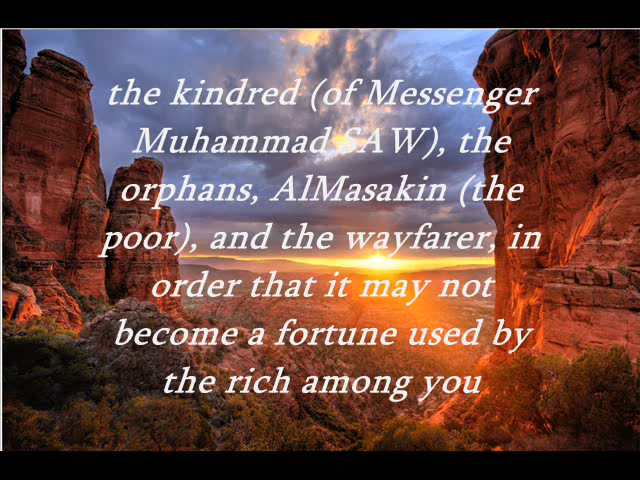 the kindred (of Messenger
Muhammad SAW), the
orphans, AlMasakin (the
poor), and the wayfarer, in
order that it may not
become a fortune used by
the rich among you